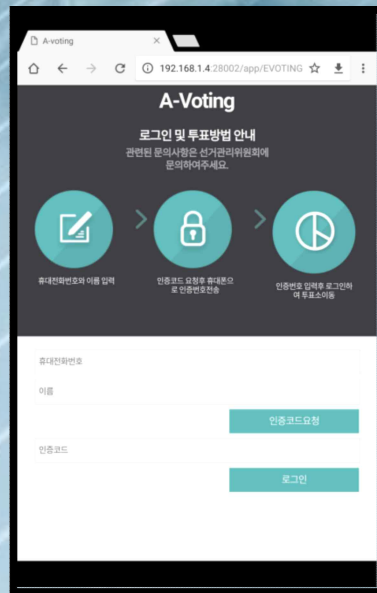 A-voting
192.168.1.4:28002/app/EVOTING
A-Voting
로그인 및 투표방법 안내
관련된 문의사항은 선거관리위원회에
문의하여주세요.
휴대전화번호와 이름 입력
인증코드 요청후 휴대폰으
로 인증번호전송
인증번호 입력후 로그인하
여 투표소이동
휴대전화번호
이름
인증코드요청
인증코드
로그인